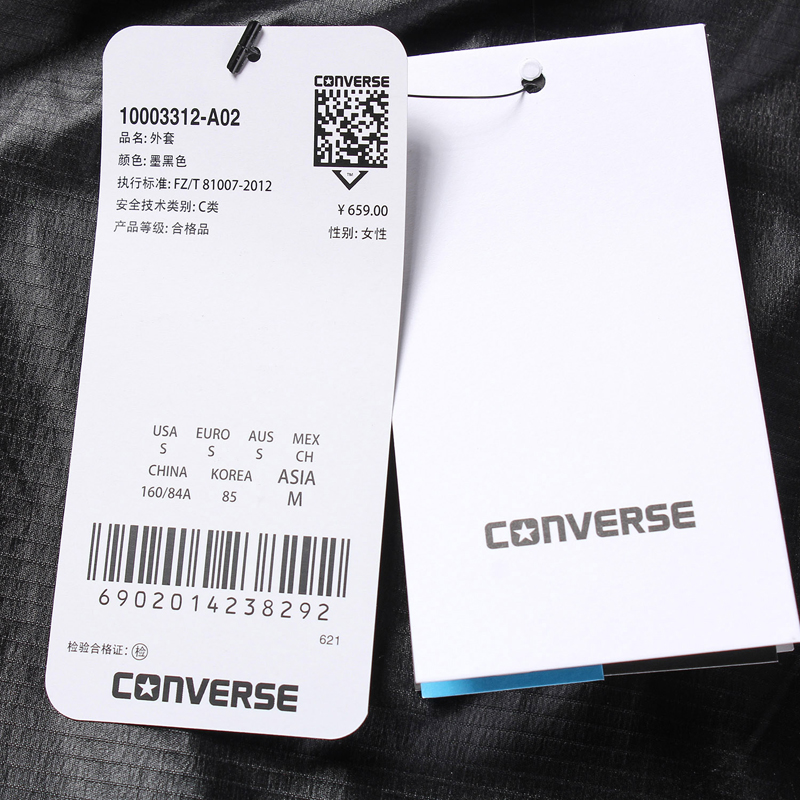 CONVERSE
10003312-A02
品名: 外套
颜色: 墨黑色
执行标准: FZ/T 81007-2012
安全技术类别: C类
¥ 659.00
产品等级: 合格品
性别: 女性
TM
USA EURO AUS MEX
S S S CH
CHINA KOREA ASIA
160/84A 85 M
6902014238292
621
检验合格证: 检
CONVERSE
CONVERSE